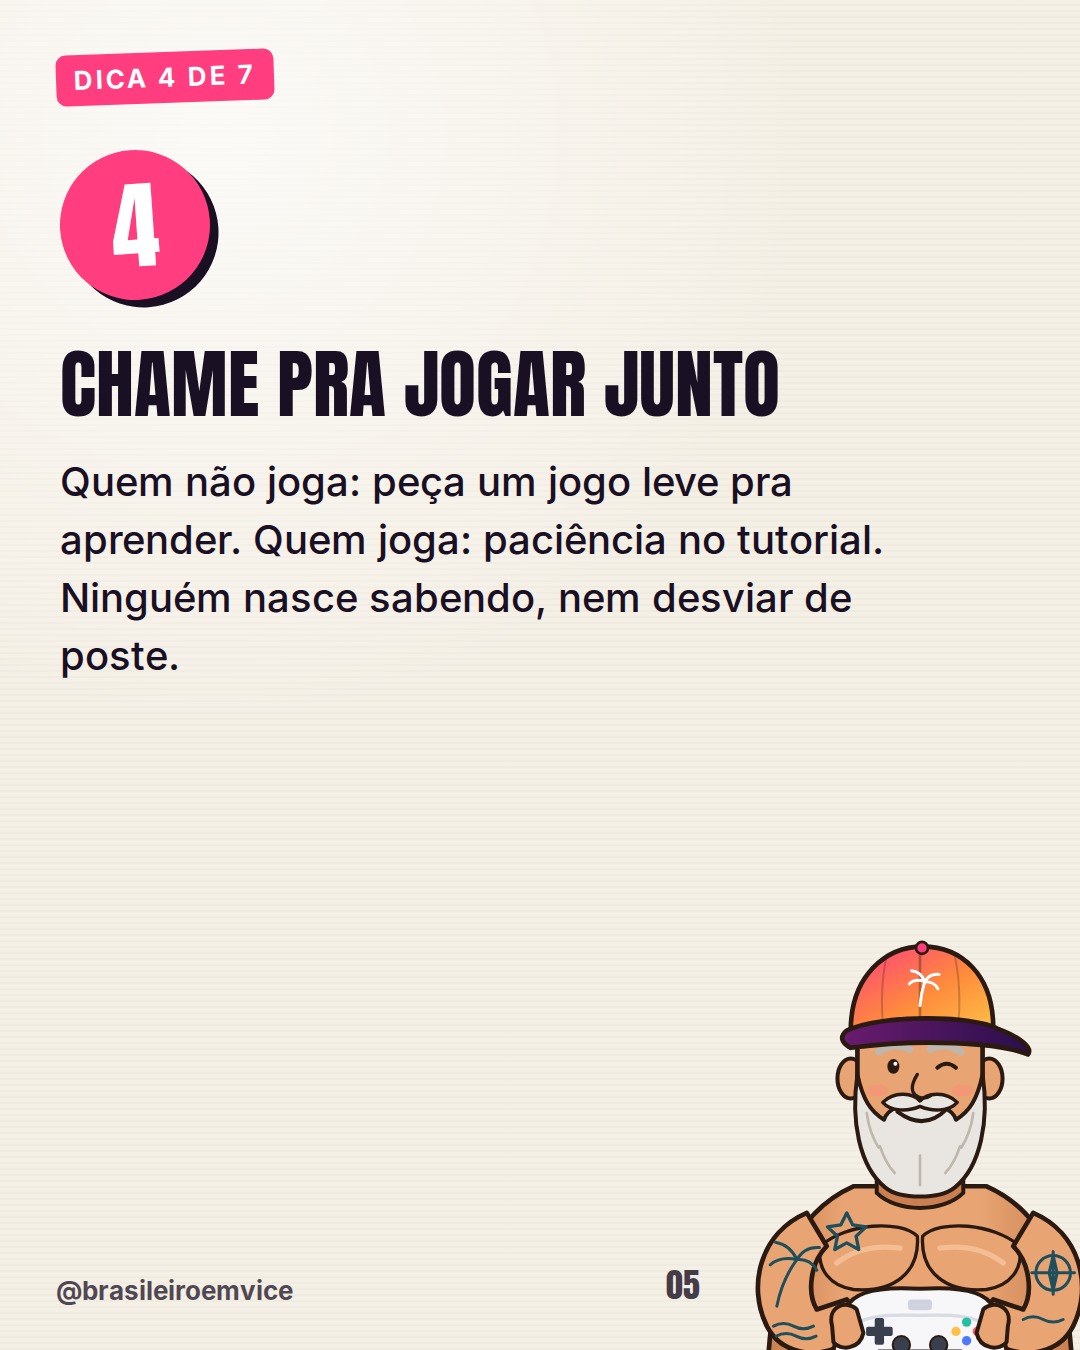 DICA 4 DE 7
4
CHAME PRA JOGAR JUNTO
Quem não joga: peça um jogo leve pra
aprender. Quem joga: paciência no tutorial.
Ninguém nasce sabendo, nem desviar de
poste.
@brasileiroemvice
05